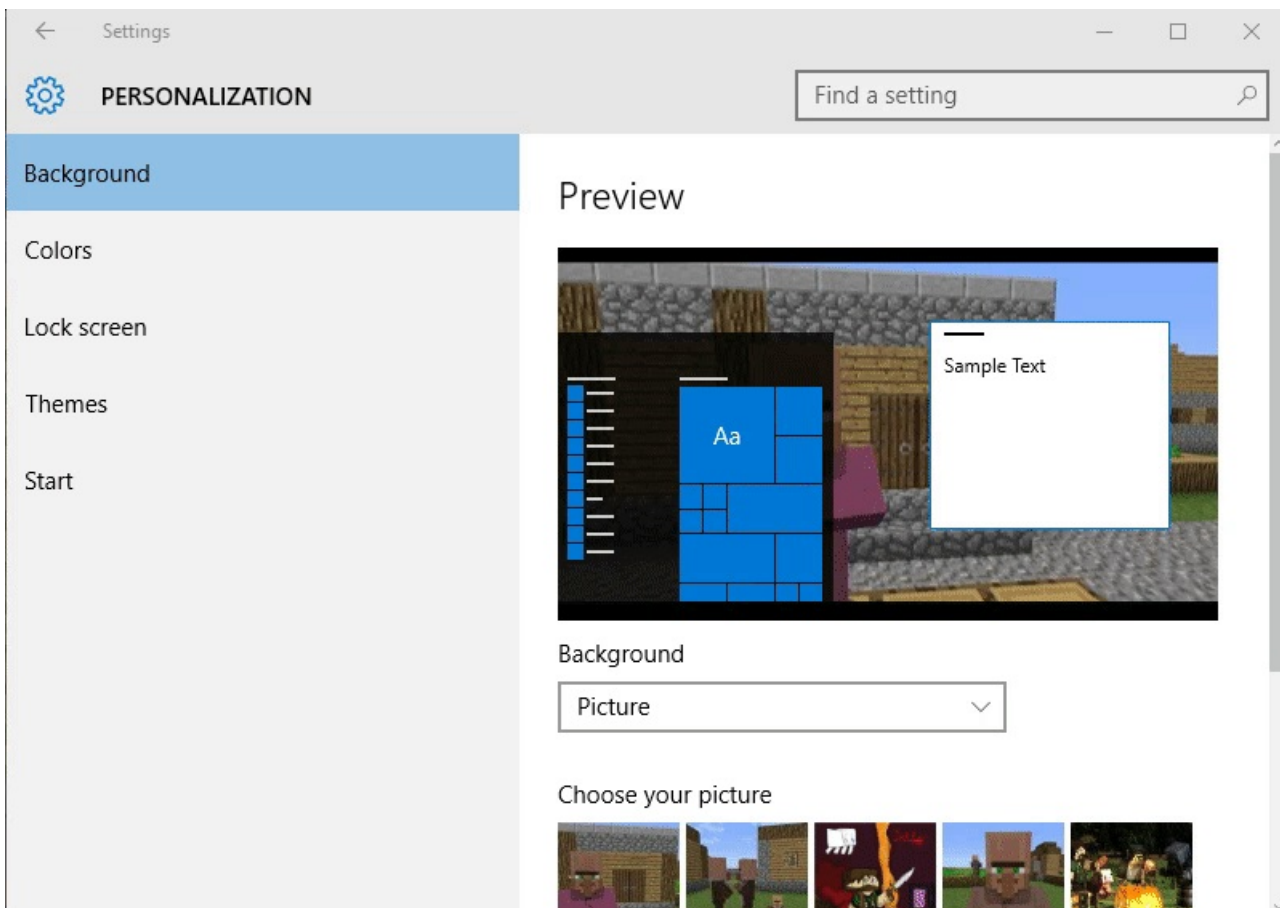 Settings
PERSONALIZATION
Find a setting
Background
Colors
Lock screen
Themes
Start
Preview
Sample Text
Aa
Background
Picture
Choose your picture